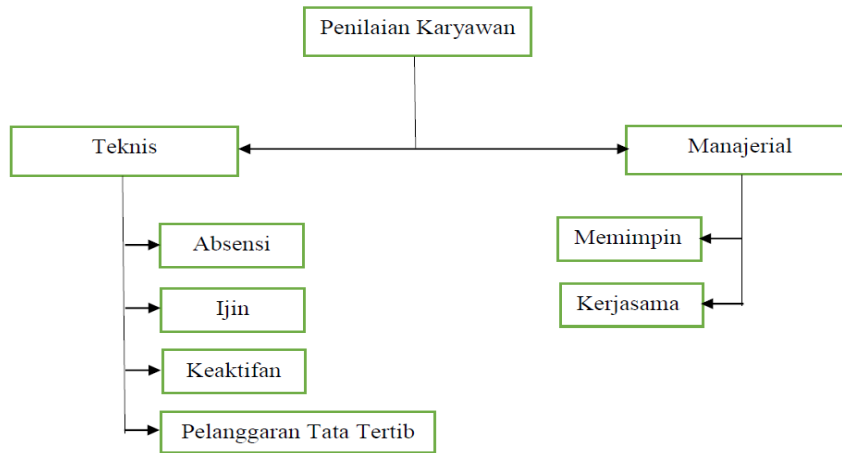 Penilaian Karyawan
Teknis
Manajerial
Absensi
Ijin
Keaktifan
Pelanggaran Tata Tertib
Memimpin
Kerjasama